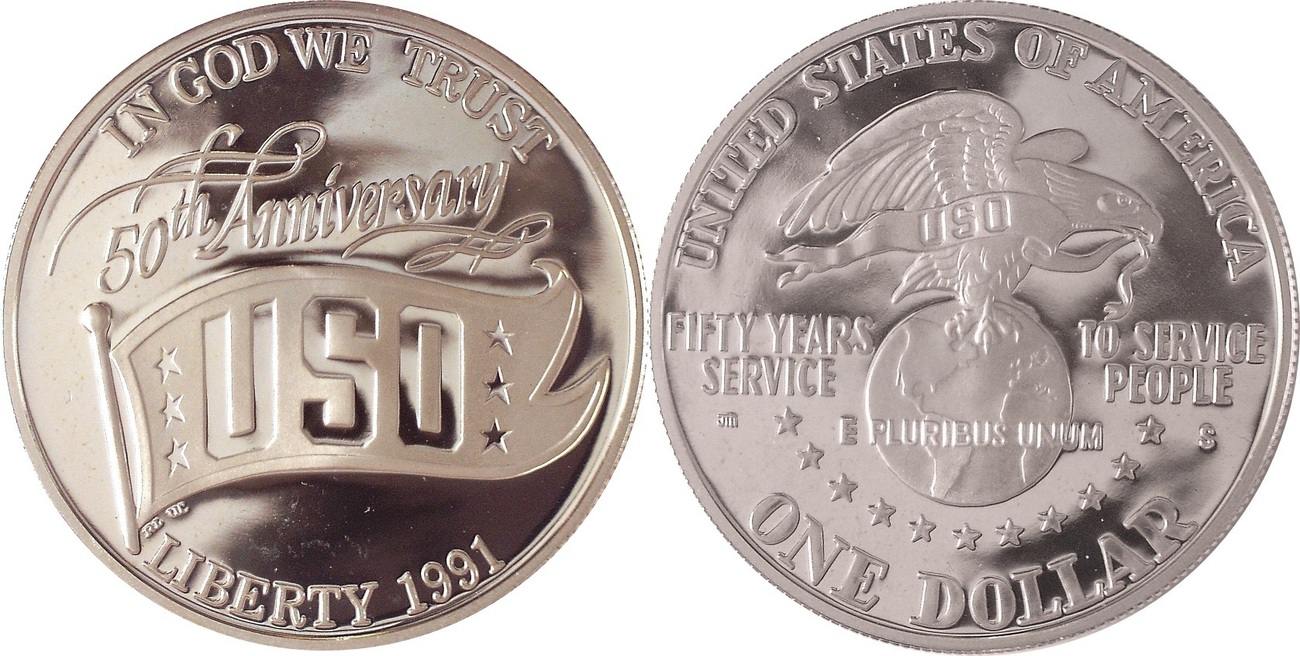 IN GOD WE TRUST
50th Anniversary
USO
LIBERTY 1991
UNITED STATES OF AMERICA
USO
FIFTY YEARS
SERVICE
TO SERVICE
PEOPLE
E PLURIBUS UNUM
S
ONE DOLLAR